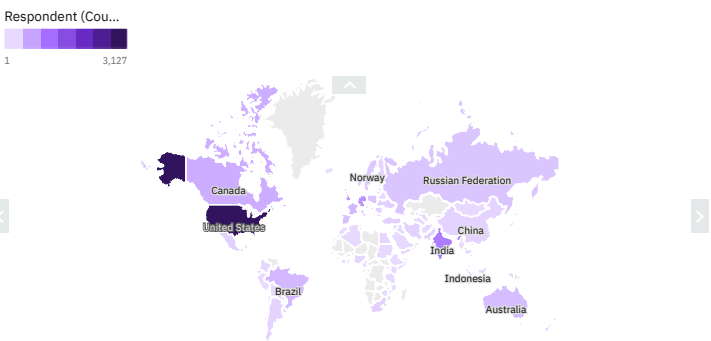 Respondent (Cou...
1 3,127
Norway
Russian Federation
Canada
United States
China
India
Indonesia
Brazil
Australia